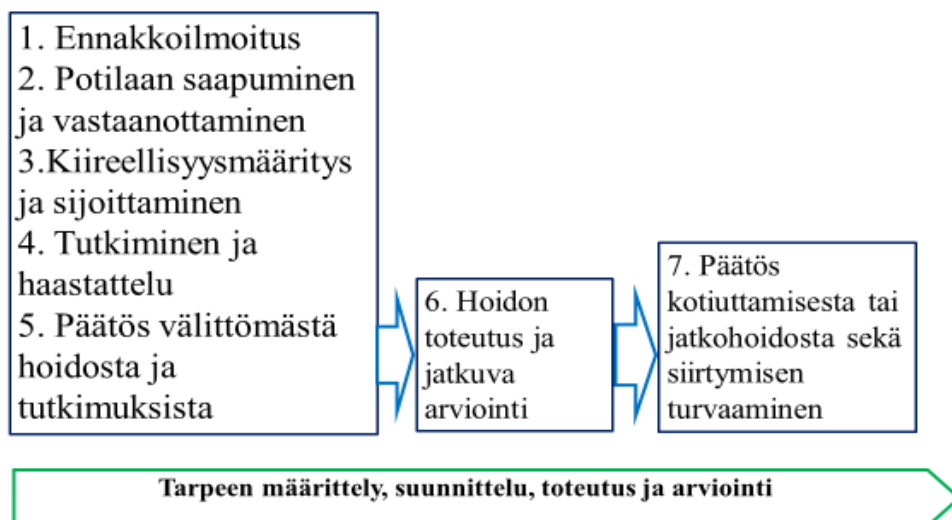 1. Ennakkoilmoitus
2. Potilaan saapuminen
ja vastaanottaminen
3.Kiireellisyysmääritys
ja sijoittaminen
4. Tutkiminen ja
haastattelu
5. Päätös välittömästä
hoidosta ja
tutkimuksista
6. Hoidon
toteutus ja
jatkuva
arviointi
7. Päätös
kotiuttamisesta tai
jatkohoidosta sekä
siirtymisen
turvaaminen
Tarpeen määrittely, suunnittelu, toteutus ja arviointi